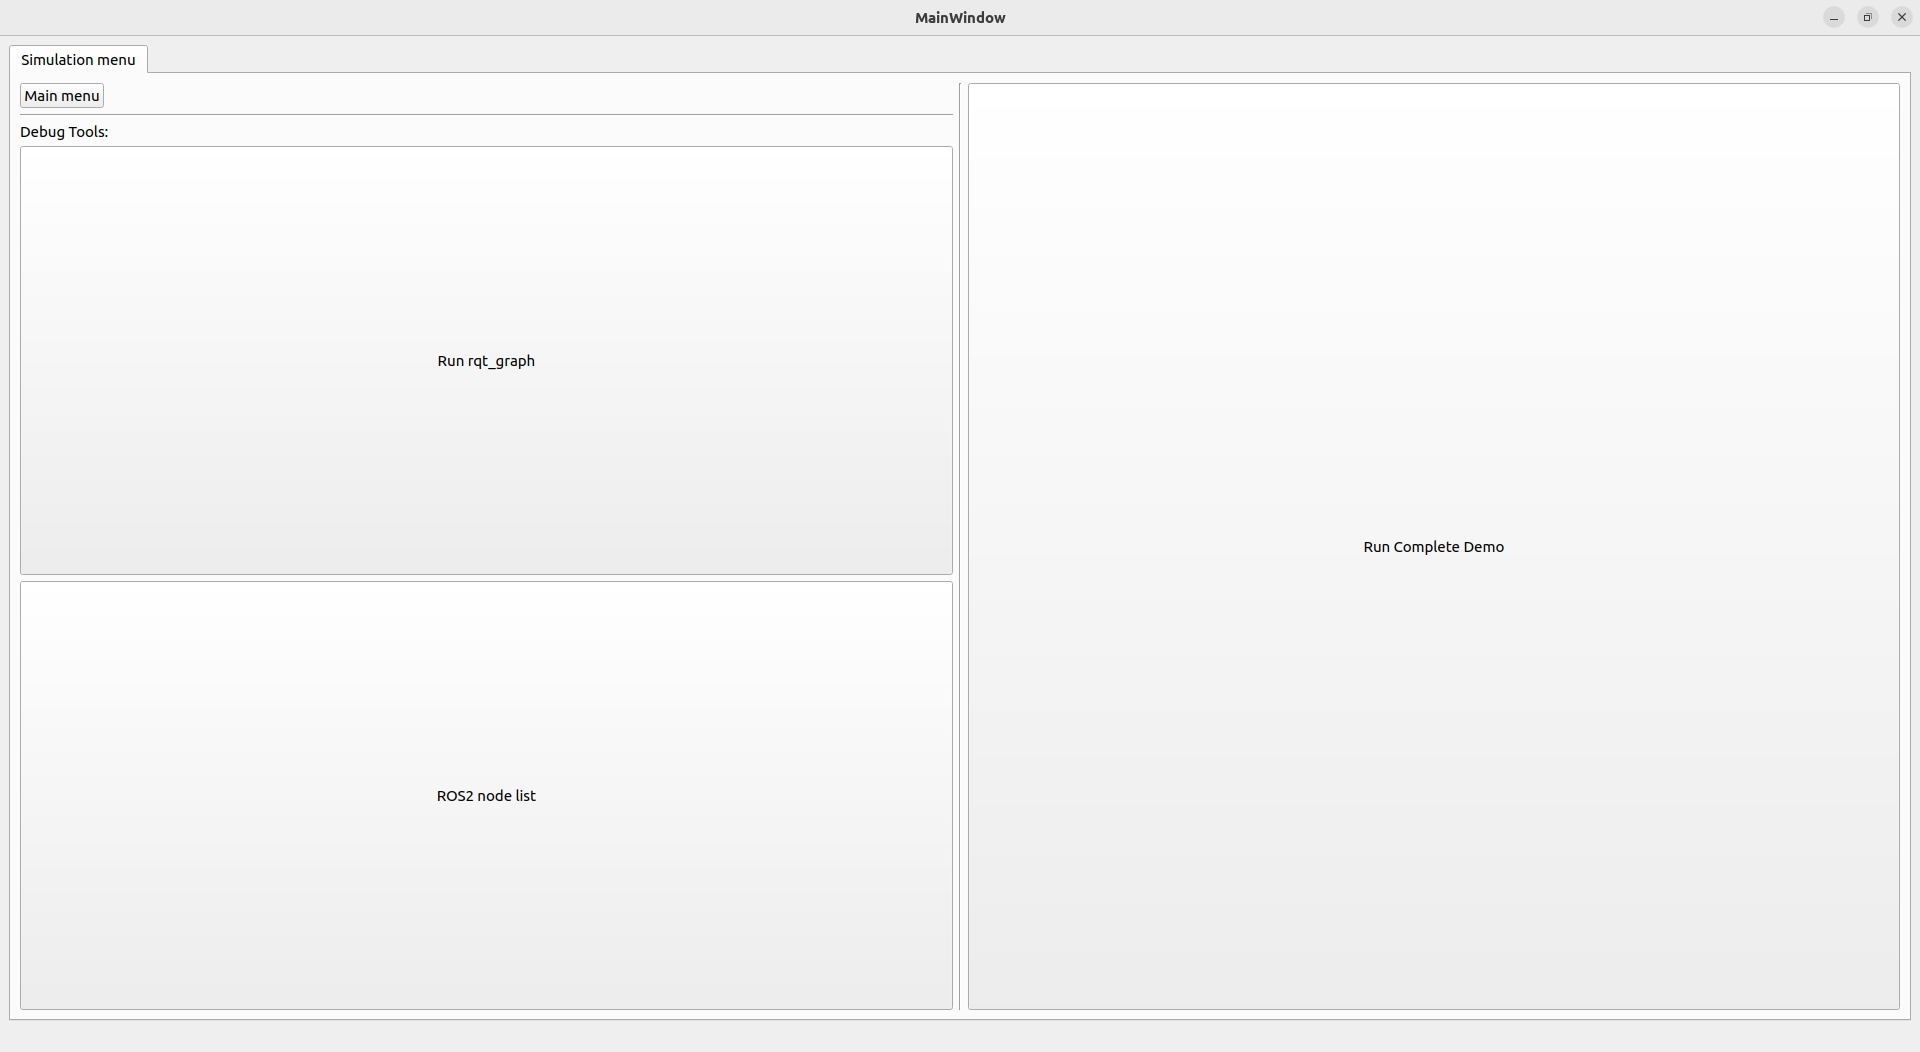 MainWindow
Simulation menu
Main menu
Debug Tools:
Run rqt_graph
ROS2 node list
Run Complete Demo